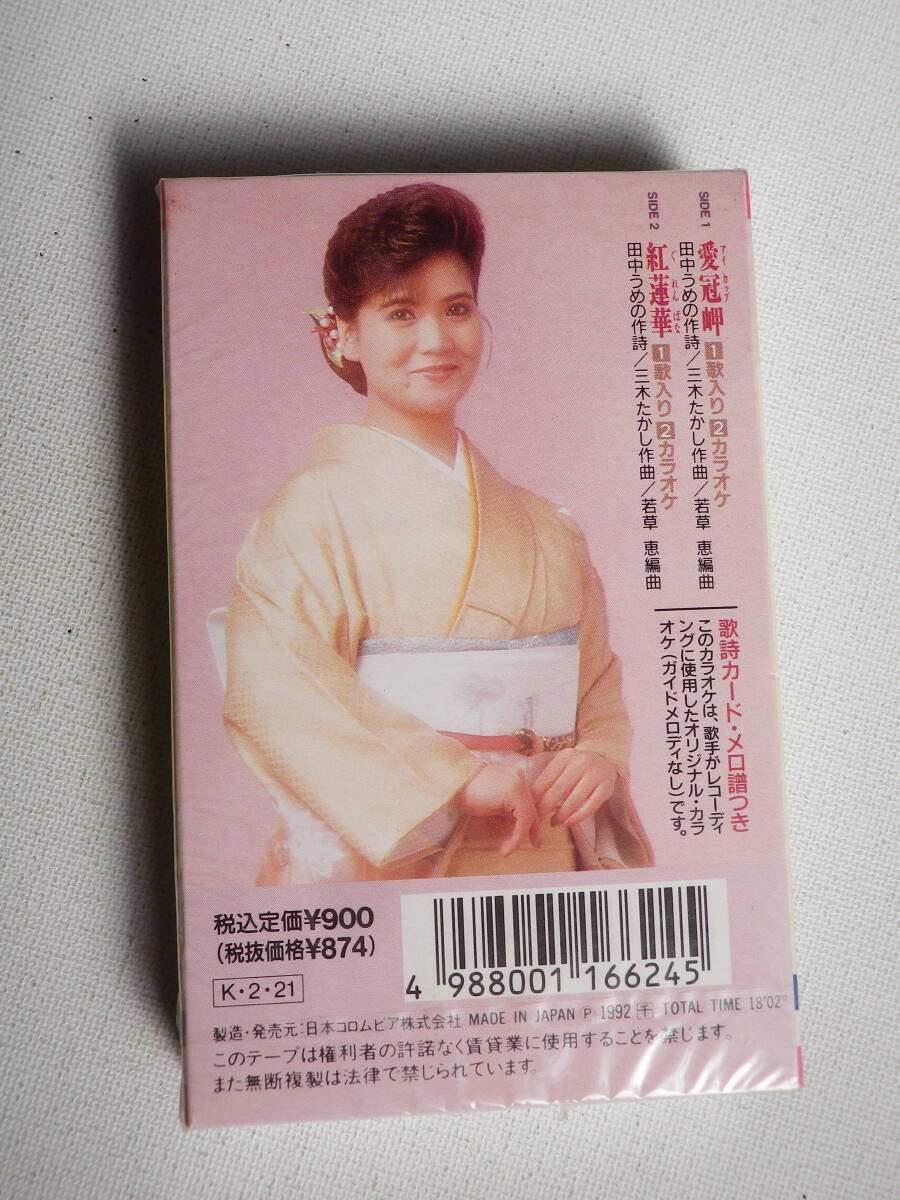 SIDE 1 愛冠岬 1 歌入り 2 カラオケ
アイ カップ
田中うめの作詩/三木たかし作曲/若草 恵編曲
SIDE 2 紅蓮華 1 歌入り 2 カラオケ
ぐ れん ばな
田中うめの作詩/三木たかし作曲/若草 恵編曲
歌詩カード・メロ譜つき
このカラオケは、歌手がレコーディ
ングに使用したオリジナル・カラ
オケ(ガイドメロディなし)です。
税込定価¥900
(税抜価格¥874)
K・2・21
4 988001 166245
製造・発売元:日本コロムビア株式会社 MADE IN JAPAN Ⓟ 1992 干 TOTAL TIME 18'02"
このテープは権利者の許諾なく賃貸業に使用することを禁じます。
また無断複製は法律で禁じられています。